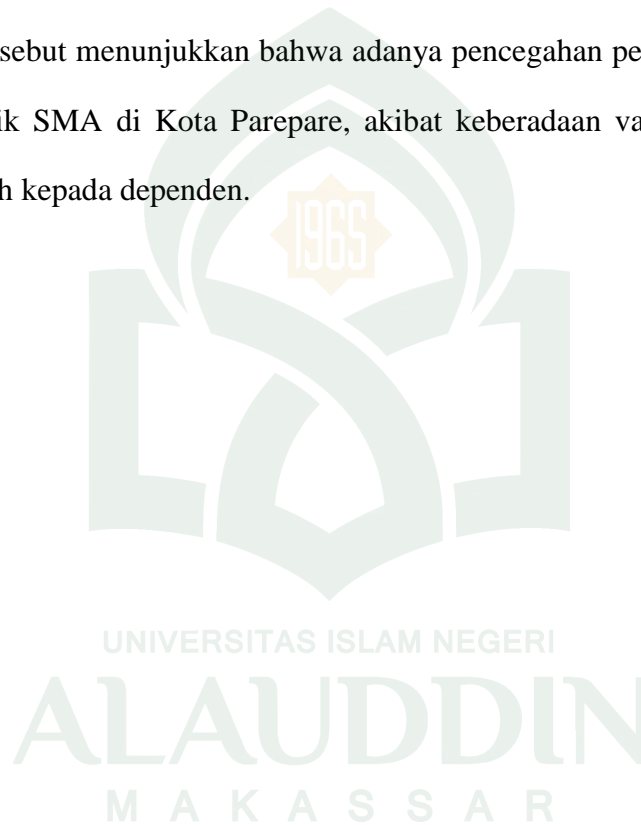 sebut menunjukkan bahwa adanya pencegahan pe
ik SMA di Kota Parepare, akibat keberadaan va
h kepada dependen.
1965
UNIVERSITAS ISLAM NEGERI
ALAUDDIN
MAKASSAR